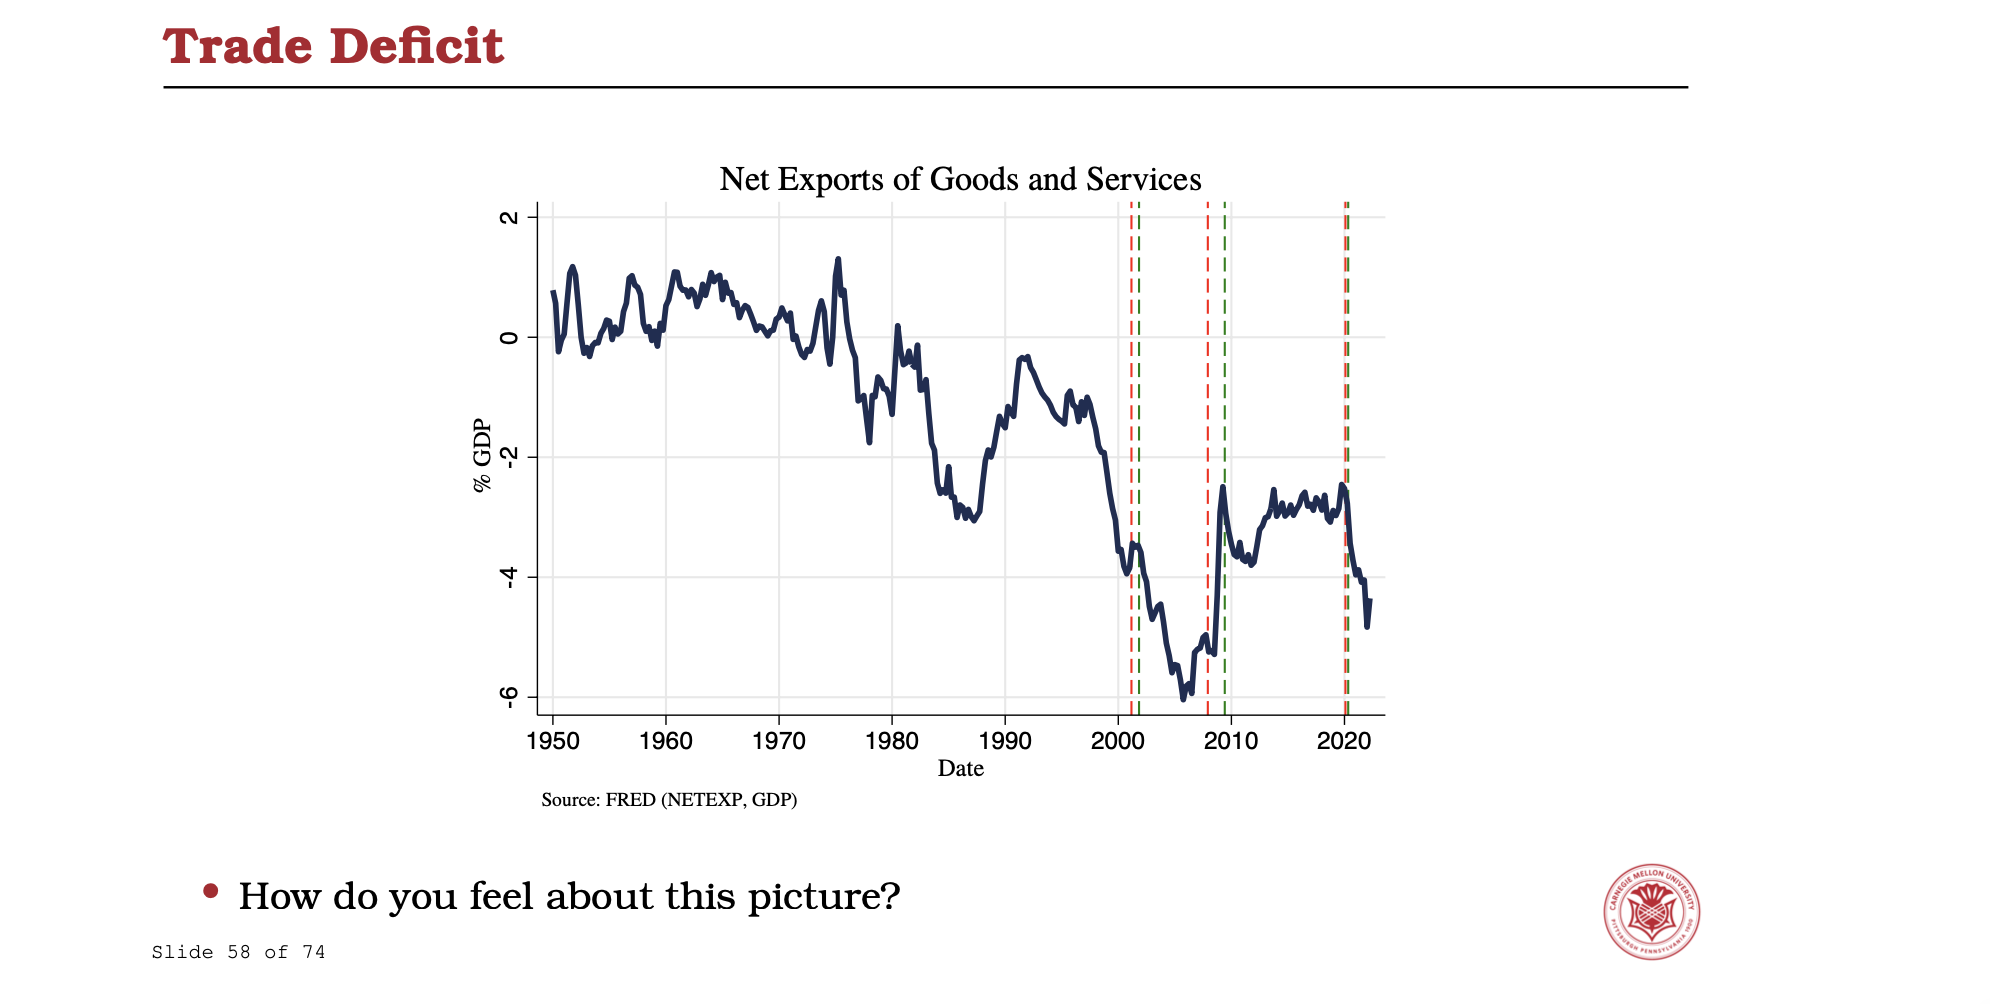 Trade Deficit
Net Exports of Goods and Services
2
0
-2
-4
-6
% GDP
1950 1960 1970 1980 1990 2000 2010 2020
Date
Source: FRED (NETEXP, GDP)
• How do you feel about this picture?
CARNEGIE MELLON UNIVERSITY
PITTSBURGH PENNSYLVANIA 1900
Slide 58 of 74